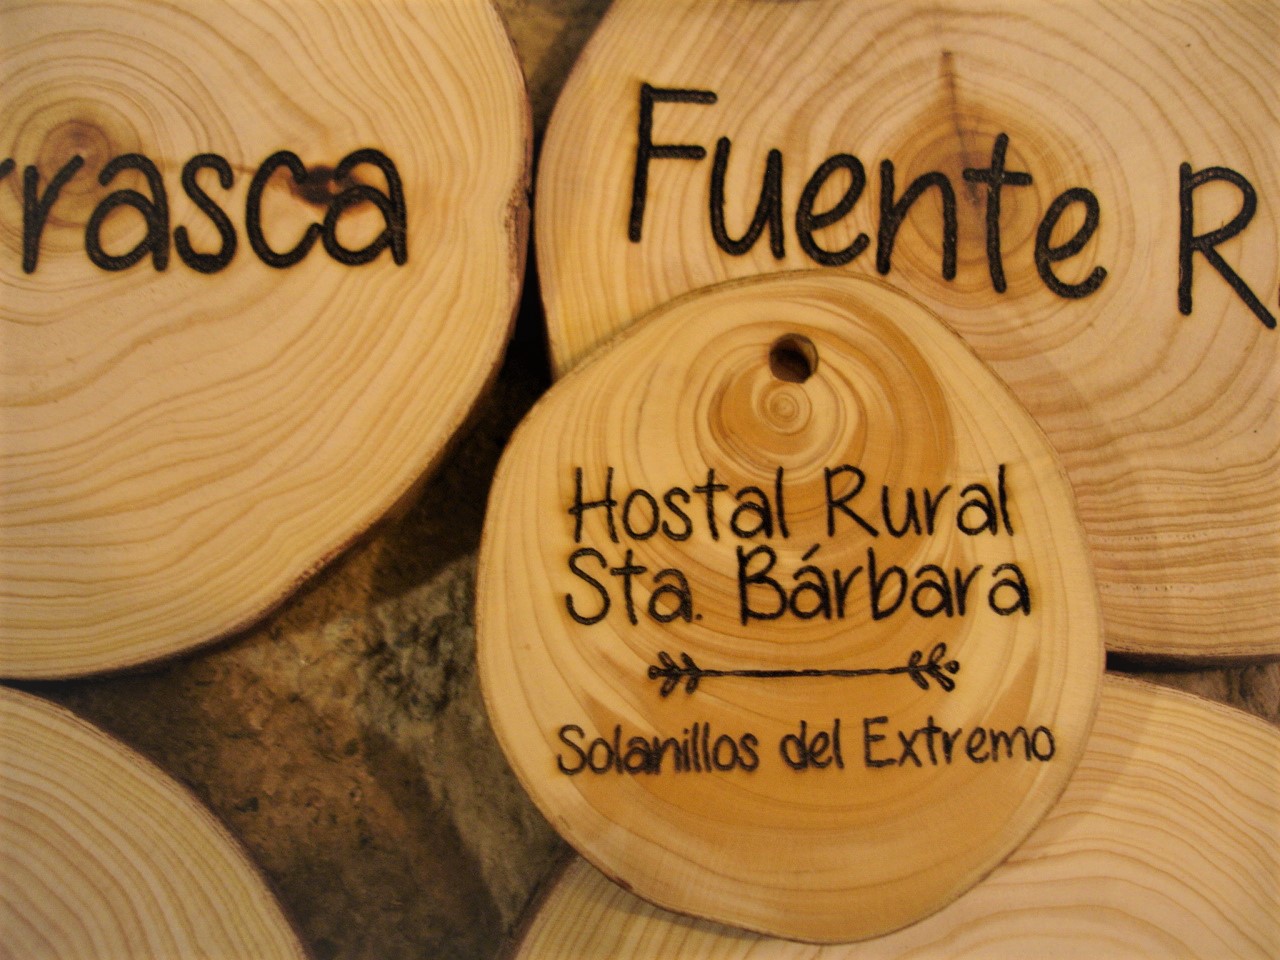 rrasca
Fuente R
Hostal Rural
Sta. Bárbara
Solanillos del Extremo